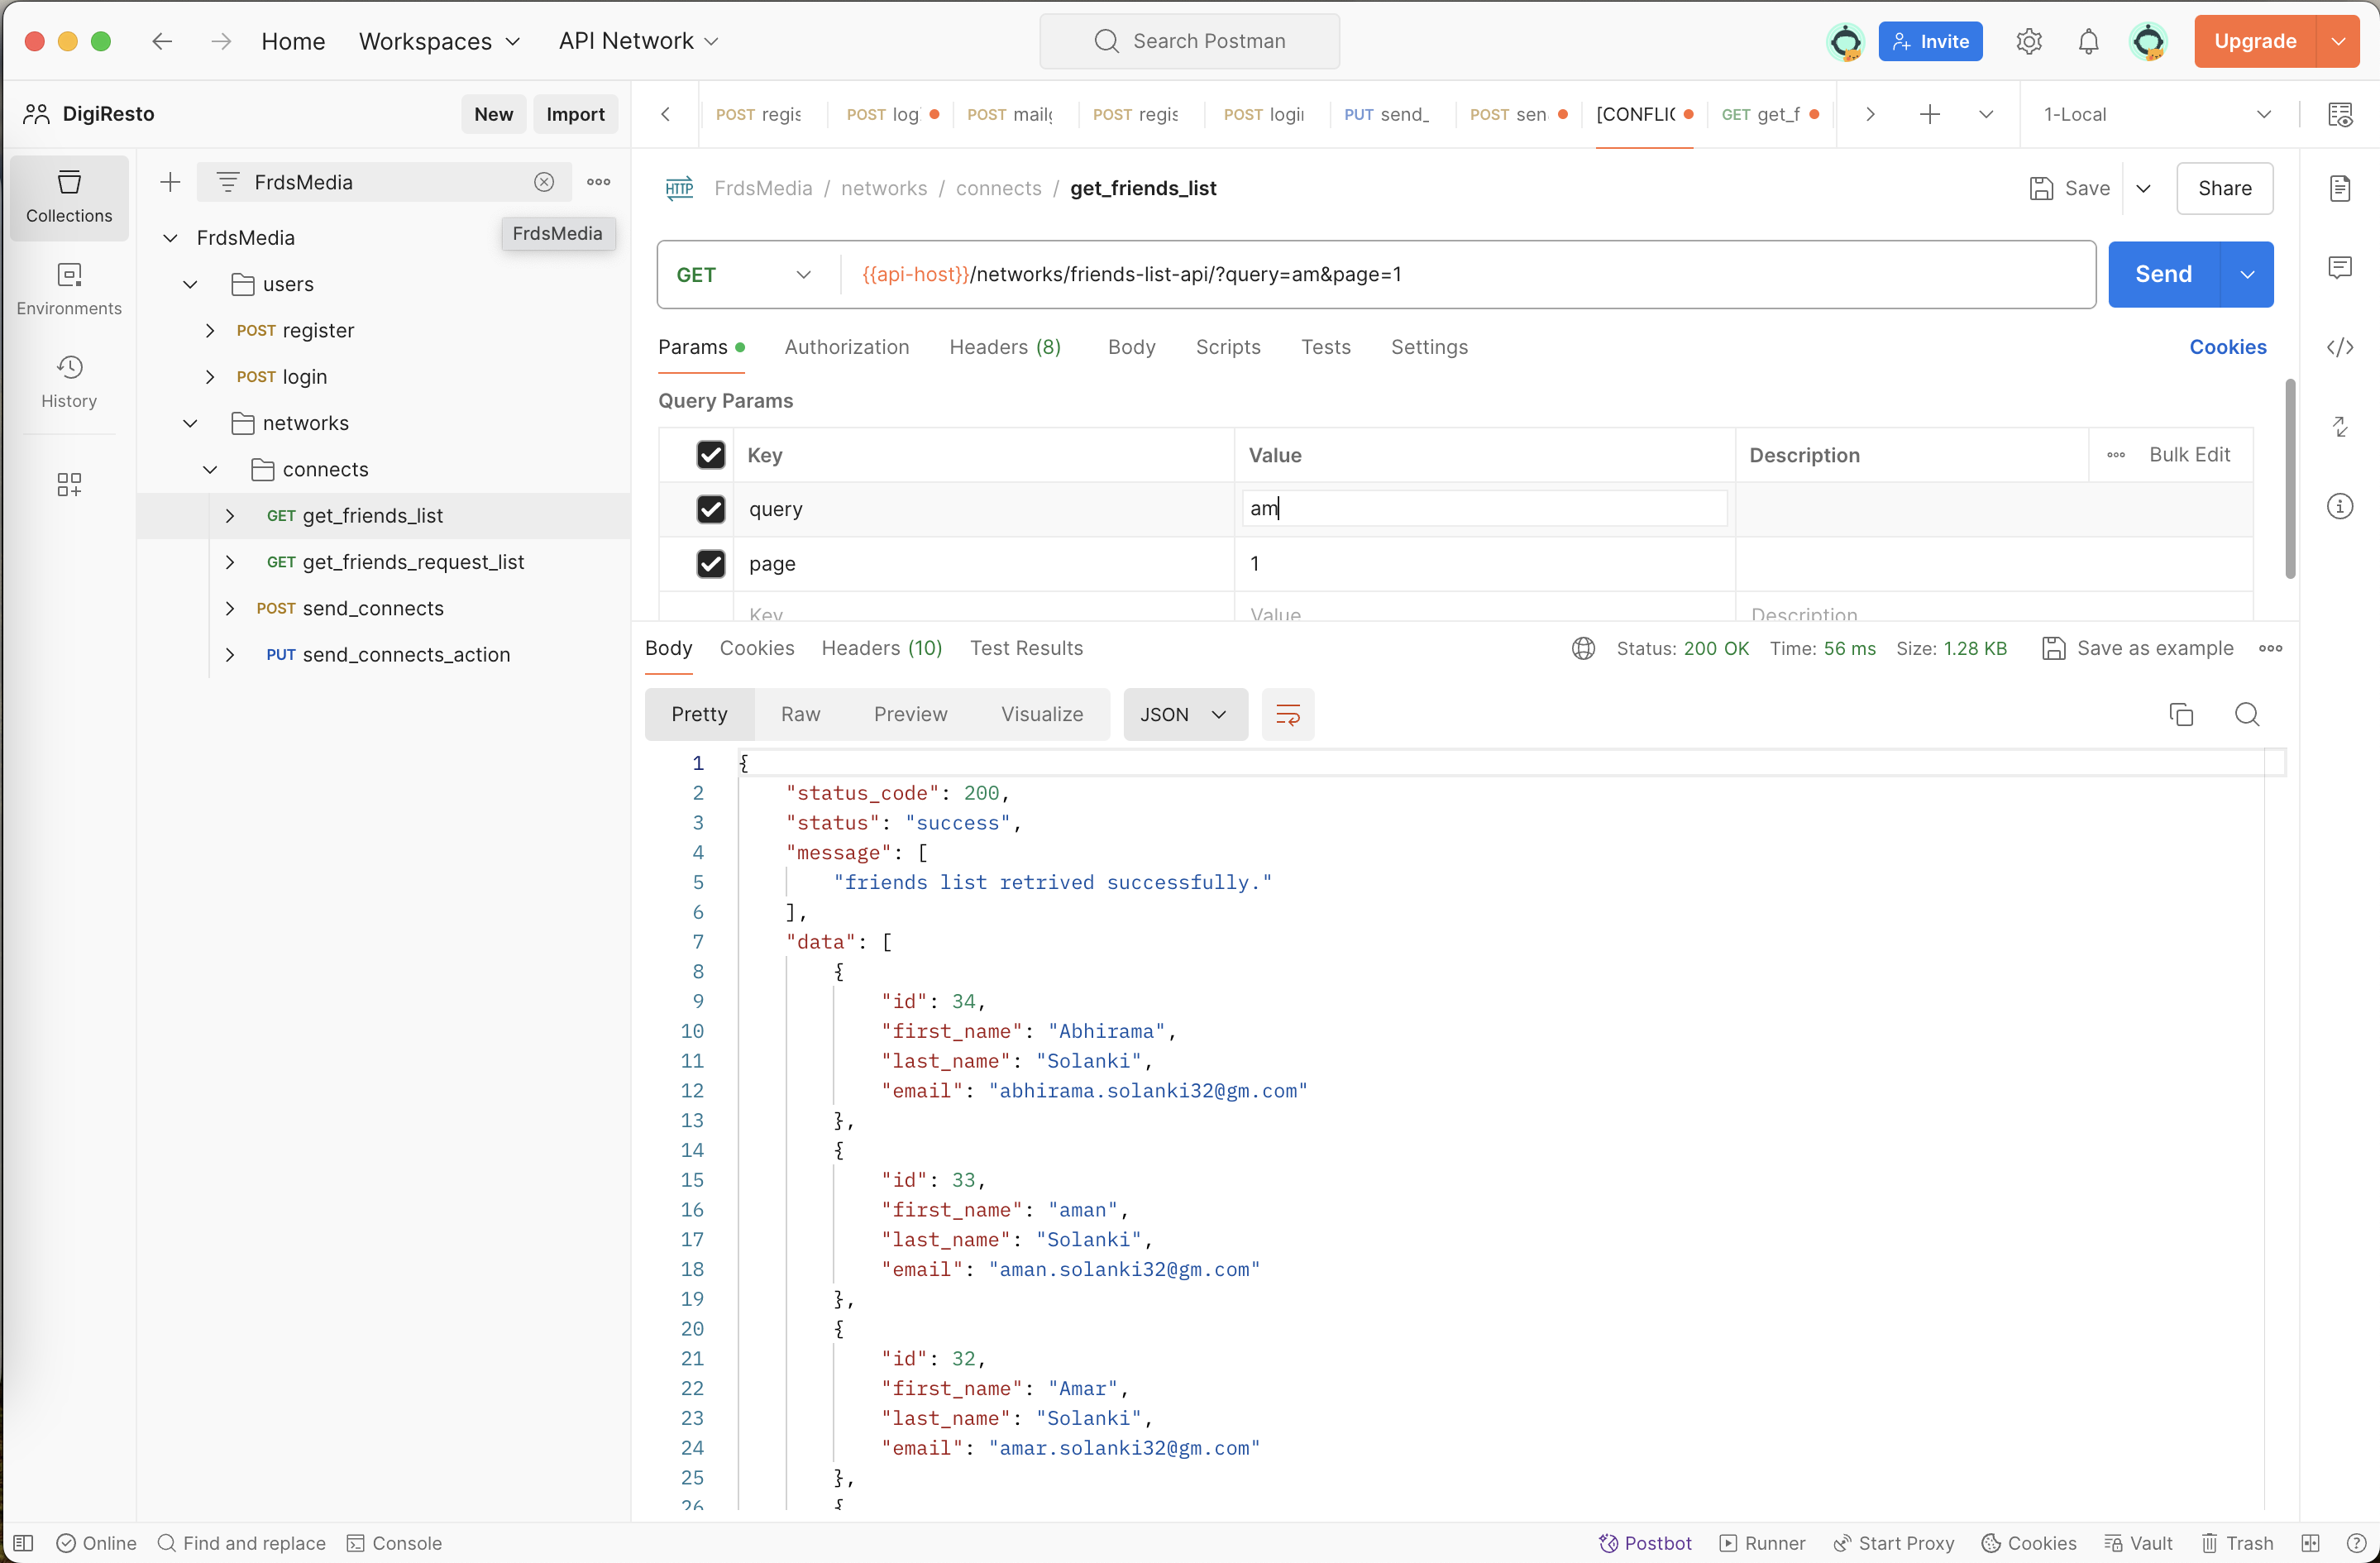 Home Workspaces API Network Search Postman Invite Upgrade
DigiResto New Import POST regis POST log POST mailg POST regis POST logii PUT send_ POST sen [CONFLIC GET get_f 1-Local
Collections
Environments
History
FrdsMedia
FrdsMedia
FrdsMedia
users
POST register
POST login
networks
connects
GET get_friends_list
GET get_friends_request_list
POST send_connects
PUT send_connects_action
HTTP FrdsMedia / networks / connects / get_friends_list Save Share
GET {{api-host}}/networks/friends-list-api/?query=am&page=1 Send
Params Authorization Headers (8) Body Scripts Tests Settings Cookies
Query Params
Key Value Description Bulk Edit
query am
page 1
Key Value Description
Body Cookies Headers (10) Test Results Status: 200 OK Time: 56 ms Size: 1.28 KB Save as example
Pretty Raw Preview Visualize JSON
1 {
2 "status_code": 200,
3 "status": "success",
4 "message": [
5 "friends list retrived successfully."
6 ],
7 "data": [
8 {
9 "id": 34,
10 "first_name": "Abhirama",
11 "last_name": "Solanki",
12 "email": "abhirama.solanki32@gm.com"
13 },
14 {
15 "id": 33,
16 "first_name": "aman",
17 "last_name": "Solanki",
18 "email": "aman.solanki32@gm.com"
19 },
20 {
21 "id": 32,
22 "first_name": "Amar",
23 "last_name": "Solanki",
24 "email": "amar.solanki32@gm.com"
25 },
26 {
Online Find and replace Console Postbot Runner Start Proxy Cookies Vault Trash